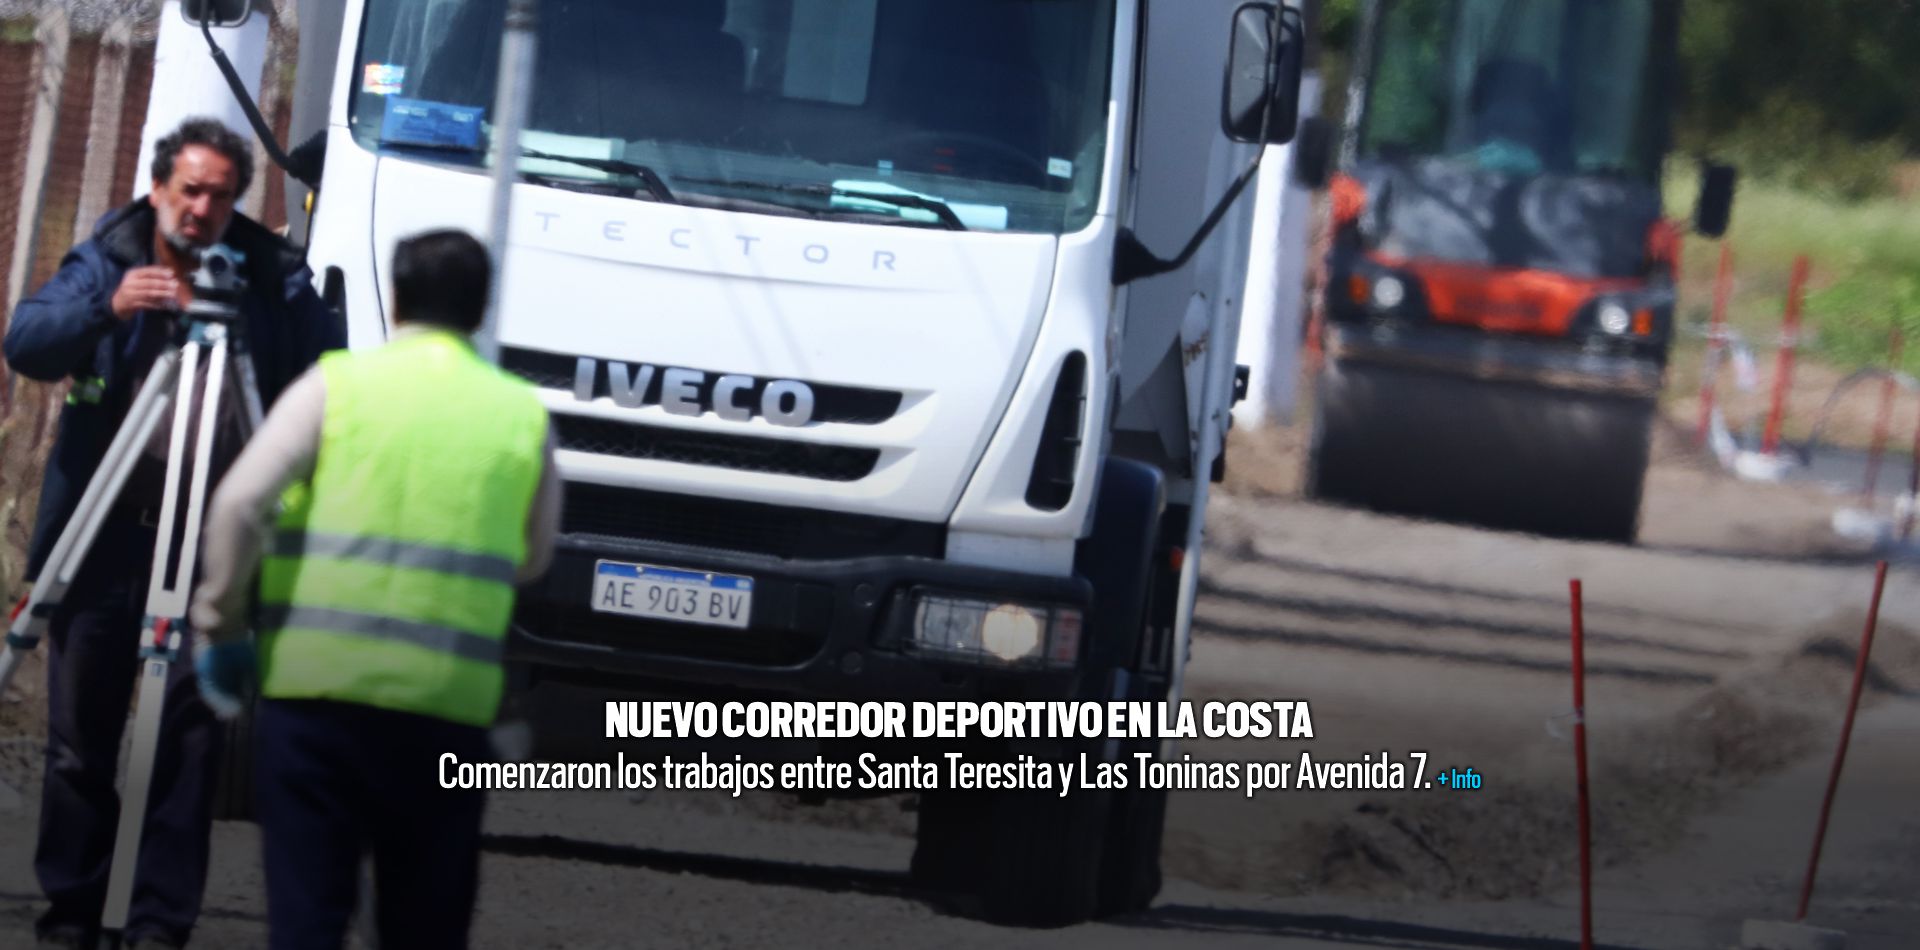 TECTOR
IVECO
AE 903 BV
NUEVO CORREDOR DEPORTIVO EN LA COSTA
Comenzaron los trabajos entre Santa Teresita y Las Toninas por Avenida 7. + Info